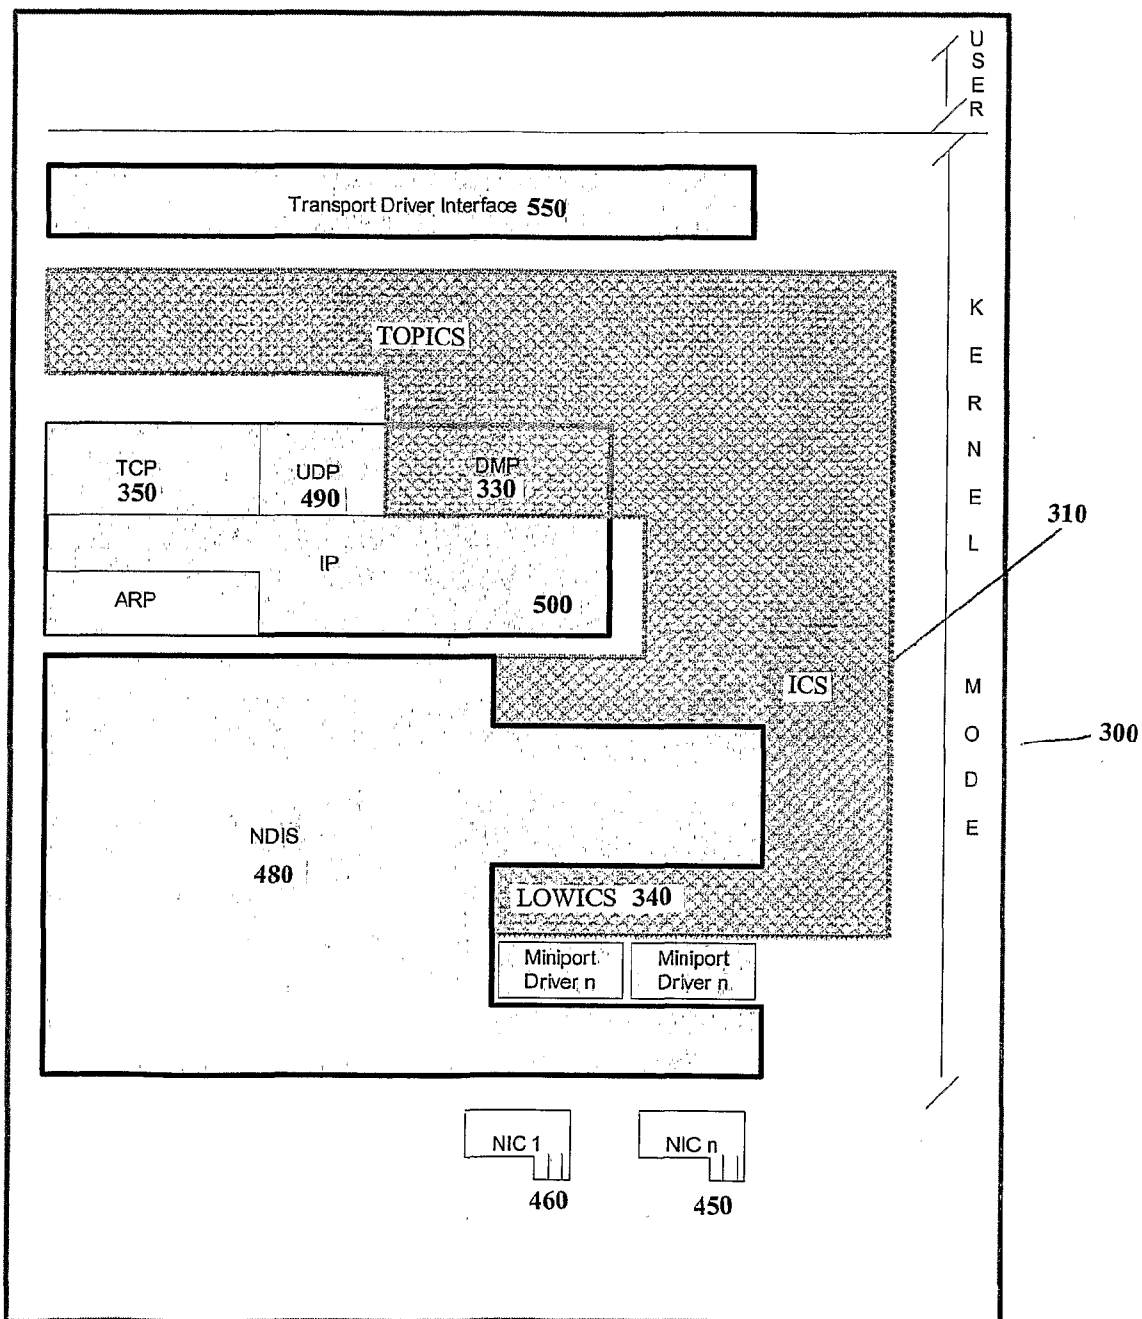 USER
Transport Driver Interface 550
TOPICS
KERNEL MODE
TCP
350
UDP
490
DMP
330
310
IP
ARP
500
ICS
300
NDIS
480
LOWICS 340
Miniport
Driver n
Miniport
Driver n
NIC 1
460
NIC n
450